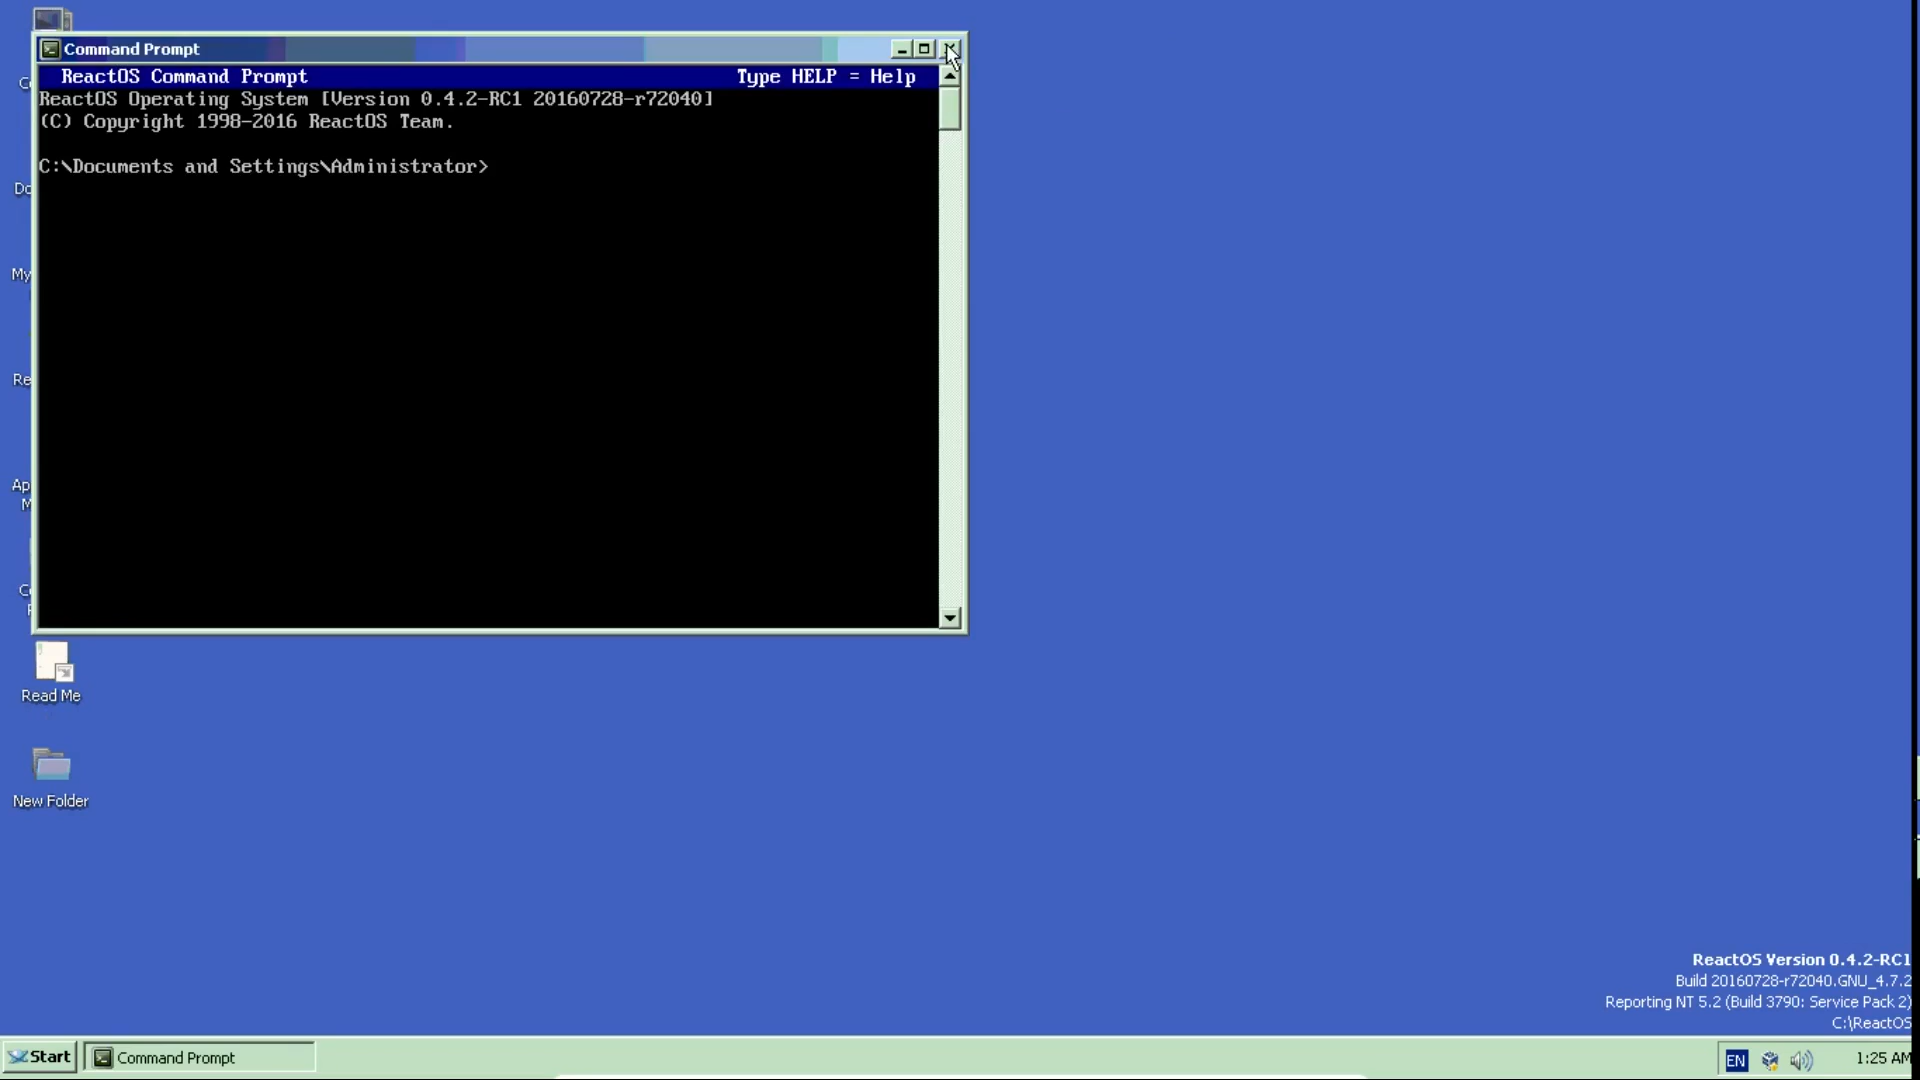 Command Prompt
ReactOS Command Prompt Type HELP = Help
ReactOS Operating System [Version 0.4.2-RC1 20160728-r72040]
(C) Copyright 1998-2016 ReactOS Team.
C:\Documents and Settings\Administrator>
My
Read Me
New Folder
ReactOS Version 0.4.2-RC1
Build 20160728-r72040.GNU_4.7.2
Reporting NT 5.2 (Build 3790: Service Pack 2)
C:\ReactOS
Start
Command Prompt
EN
1:25 AM